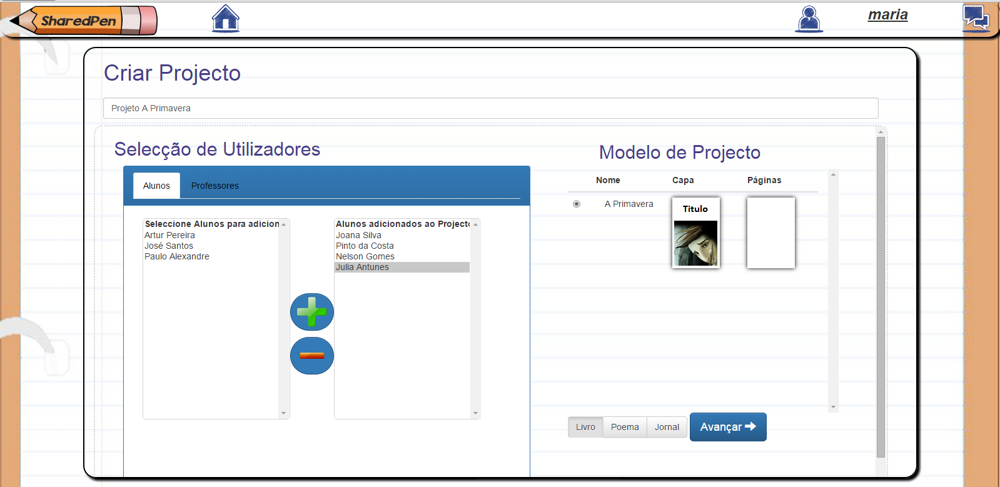 SharedPen
maria
Criar Projecto
Projeto A Primavera
Selecção de Utilizadores
Alunos
Professores
Seleccione Alunos para adicion
Artur Pereira
José Santos
Paulo Alexandre
Alunos adicionados ao Project
Joana Silva
Pinto da Costa
Nelson Gomes
Julia Antunes
Modelo de Projecto
Nome Capa Páginas
A Primavera
Titulo
Livro Poema Jornal Avançar